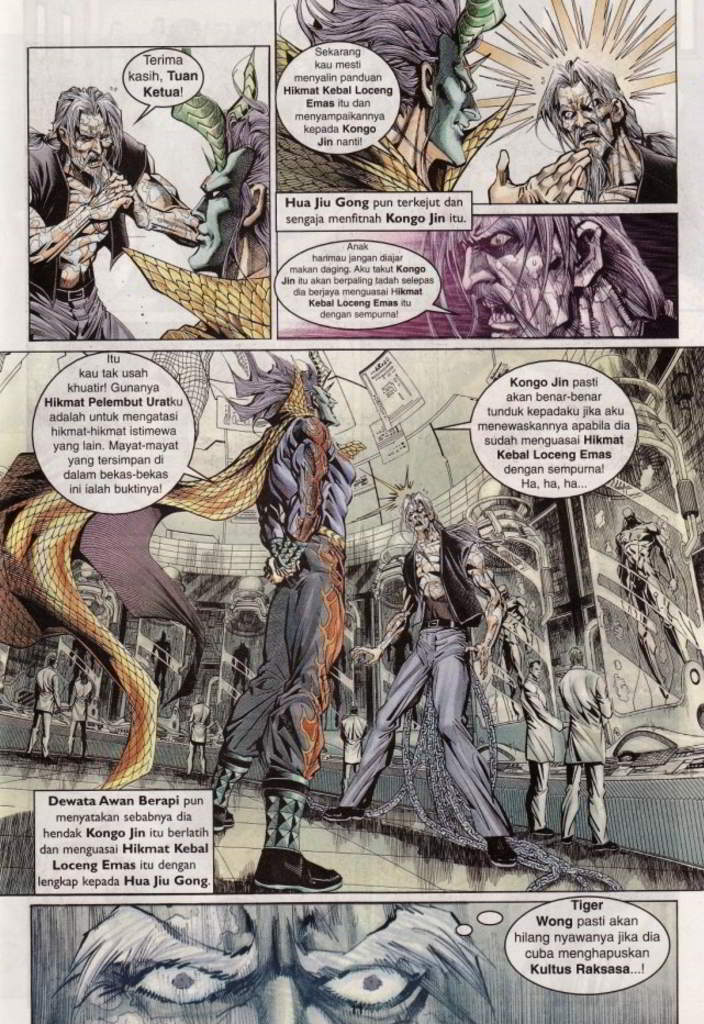 Terima
kasih, Tuan
Ketua!
Sekarang
kau mesti
menyalin panduan
Hikmat Kebal Loceng
Emas itu dan
menyampaikannya
kepada Kongo
Jin nanti!
Hua Jiu Gong pun terkejut dan
sengaja menfitnah Kongo Jin itu.
Anak
harimau jangan diajar
makan daging. Aku takut Kongo
Jin itu akan berpaling tadah selepas
dia berjaya menguasai Hikmat
Kebal Loceng Emas itu
dengan sempurna!
Itu
kau tak usah
khuatir! Gunanya
Hikmat Pelembut Uratku
adalah untuk mengatasi
hikmat-hikmat istimewa
yang lain. Mayat-mayat
yang tersimpan di
dalam bekas-bekas
ini ialah buktinya!
Kongo Jin pasti
akan benar-benar
tunduk kepadaku jika aku
menewaskannya apabila dia
sudah menguasai Hikmat
Kebal Loceng Emas
dengan sempurna!
Ha, ha, ha...
Dewata Awan Berapi pun
menyatakan sebabnya dia
hendak Kongo Jin itu berlatih
dan menguasai Hikmat Kebal
Loceng Emas itu dengan
lengkap kepada Hua Jiu Gong.
Tiger
Wong pasti akan
hilang nyawanya jika dia
cuba menghapuskan
Kultus Raksasa...!